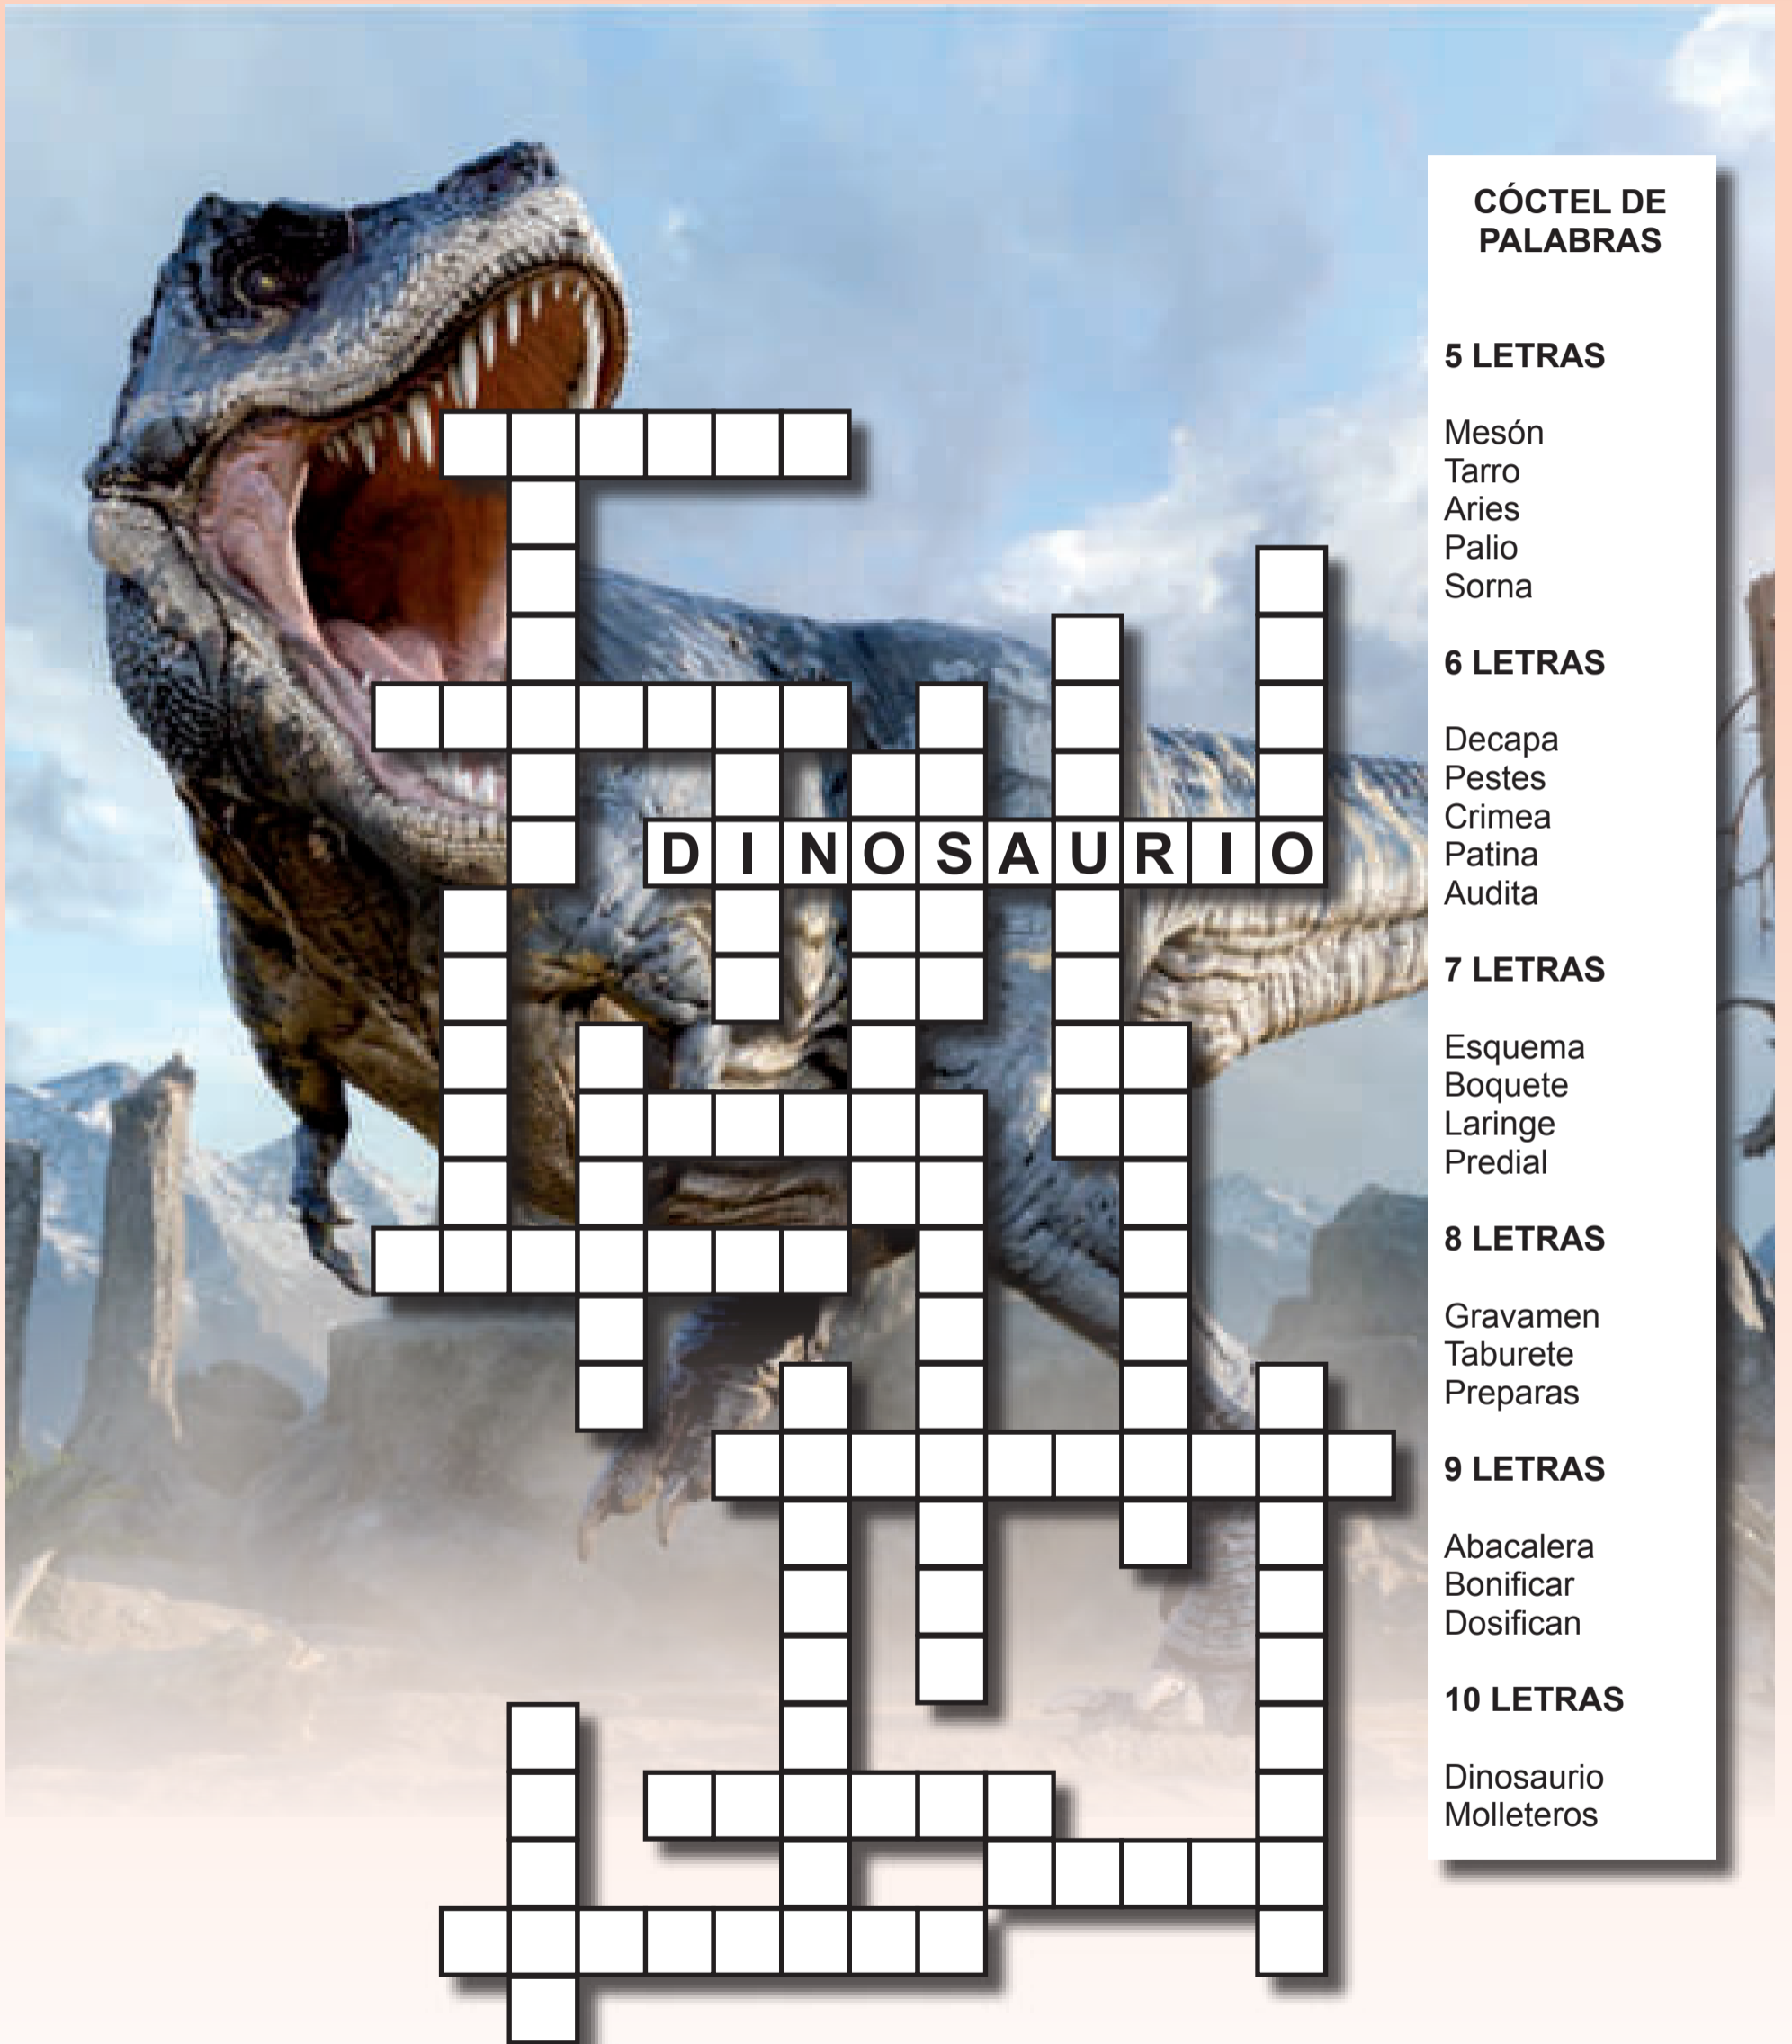 CÓCTEL DE
PALABRAS
5 LETRAS
Mesón
Tarro
Aries
Palio
Sorna
6 LETRAS
Decapa
Pestes
Crimea
Patina
Audita
7 LETRAS
Esquema
Boquete
Laringe
Predial
8 LETRAS
Gravamen
Taburete
Preparas
9 LETRAS
Abacalera
Bonificar
Dosifican
10 LETRAS
Dinosaurio
Molleteros
DINOSAURIO